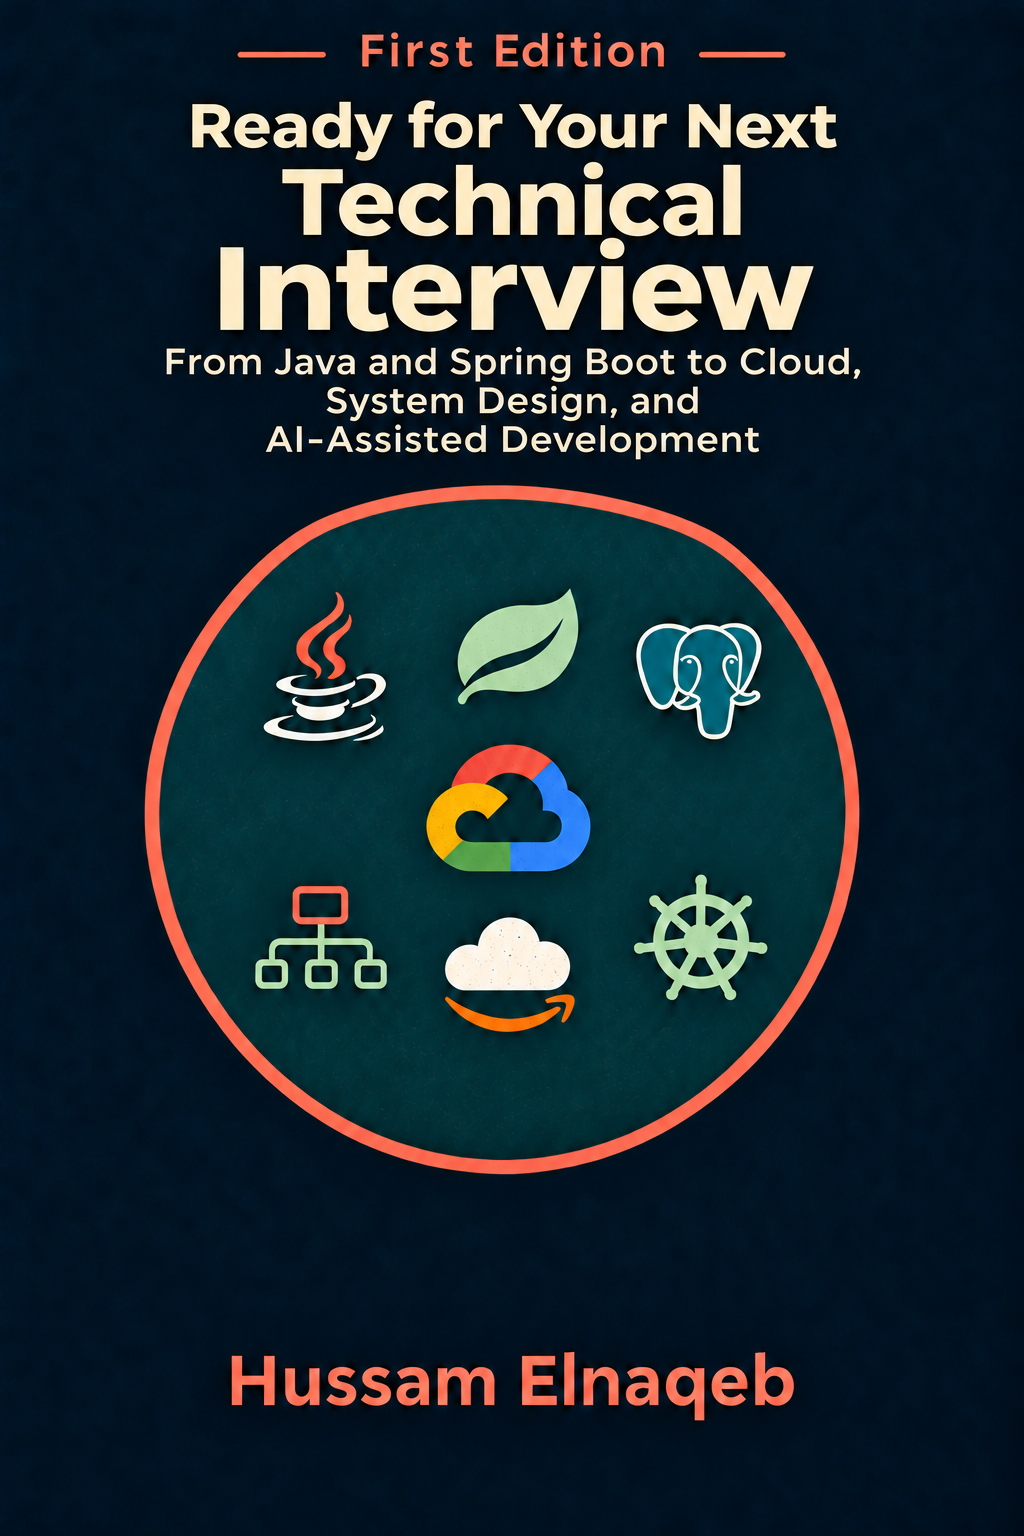 First Edition
Ready for Your Next
Technical
Interview
From Java and Spring Boot to Cloud,
System Design, and
AI-Assisted Development
Hussam Elnaqeb